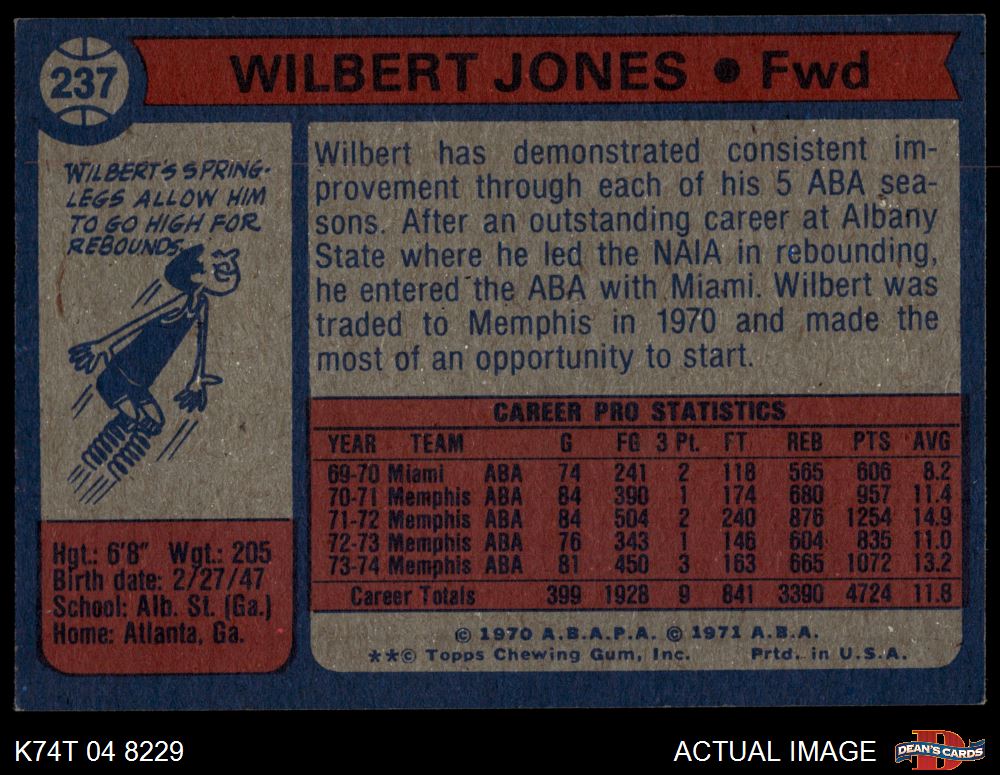 237
WILBERT JONES • Fwd
WILBERT'S SPRING-
LEGS ALLOW HIM
TO GO HIGH FOR
REBOUNDS
Wilbert has demonstrated consistent im-
provement through each of his 5 ABA sea-
sons. After an outstanding career at Albany
State where he led the NAIA in rebounding,
he entered the ABA with Miami. Wilbert was
traded to Memphis in 1970 and made the
most of an opportunity to start.
Hgt.: 6'8" Wgt.: 205
Birth date: 2/27/47
School: Alb. St. (Ga.)
Home: Atlanta, Ga.
CAREER PRO STATISTICS
YEAR TEAM G FG 3 Pt. FT REB PTS AVG
69-70 Miami ABA 74 241 2 118 565 606 8.2
70-71 Memphis ABA 84 390 1 174 680 957 11.4
71-72 Memphis ABA 84 504 2 240 876 1254 14.9
72-73 Memphis ABA 76 343 1 146 604 835 11.0
73-74 Memphis ABA 81 450 3 163 665 1072 13.2
Career Totals 399 1928 9 841 3390 4724 11.8
© 1970 A.B.A.P.A. © 1971 A.B.A.
**© Topps Chewing Gum, Inc. Prtd. in U.S.A.
K74T 04 8229
ACTUAL IMAGE
D
DEAN'S CARDS